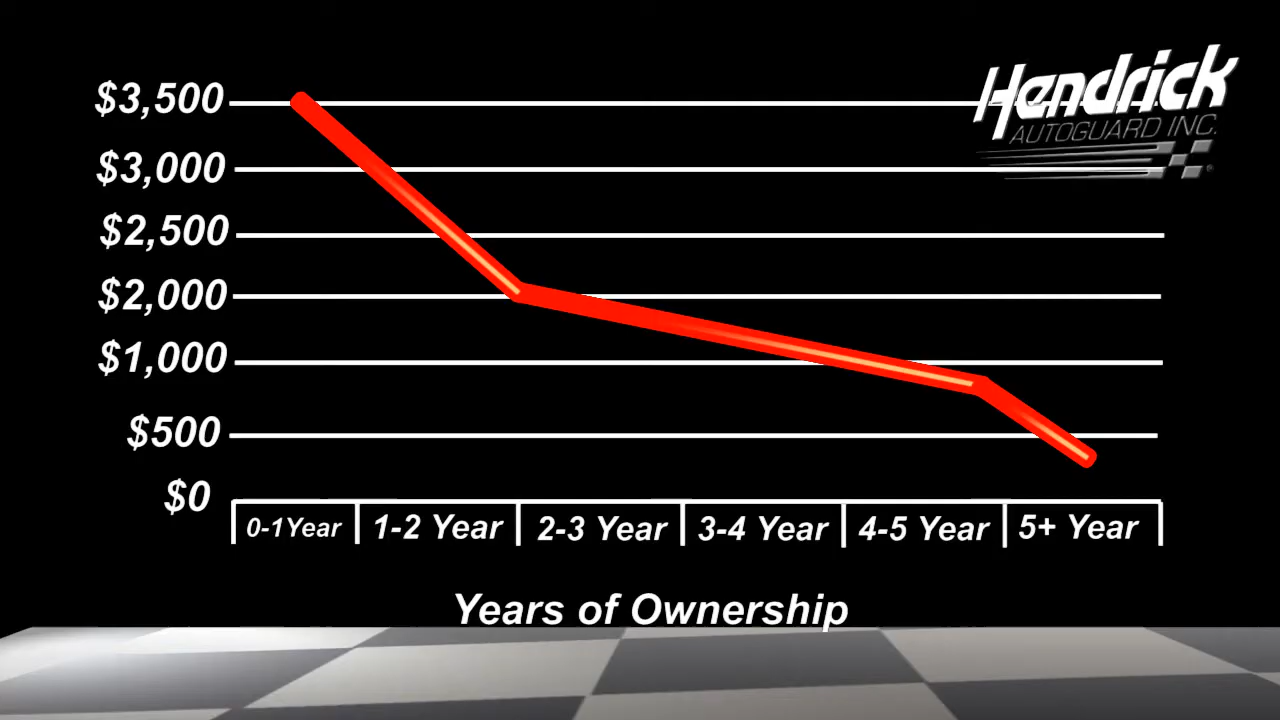 Hendrick
AUTOGUARD INC.
$3,500
$3,000
$2,500
$2,000
$1,000
$500
$0
0-1Year 1-2 Year 2-3 Year 3-4 Year 4-5 Year 5+ Year
Years of Ownership